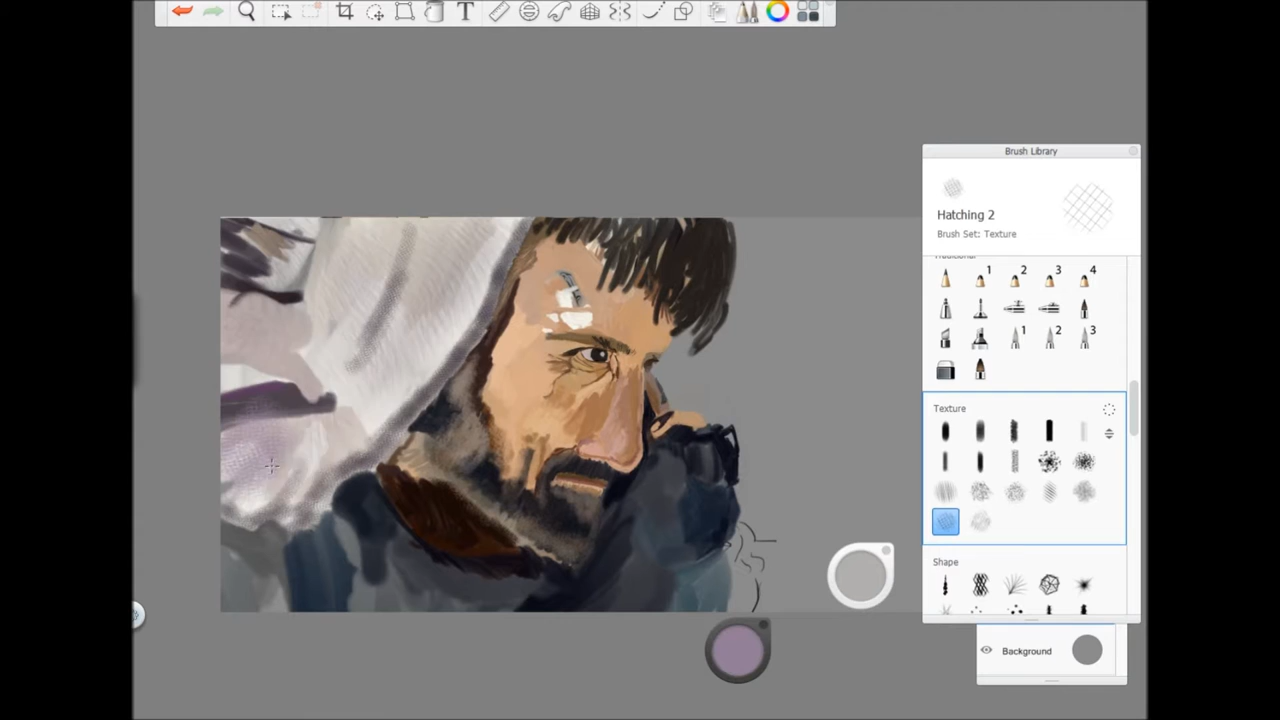 T
Brush Library
Hatching 2
Brush Set: Texture
1 2 3 4
1 2 3
Texture
Shape
Background